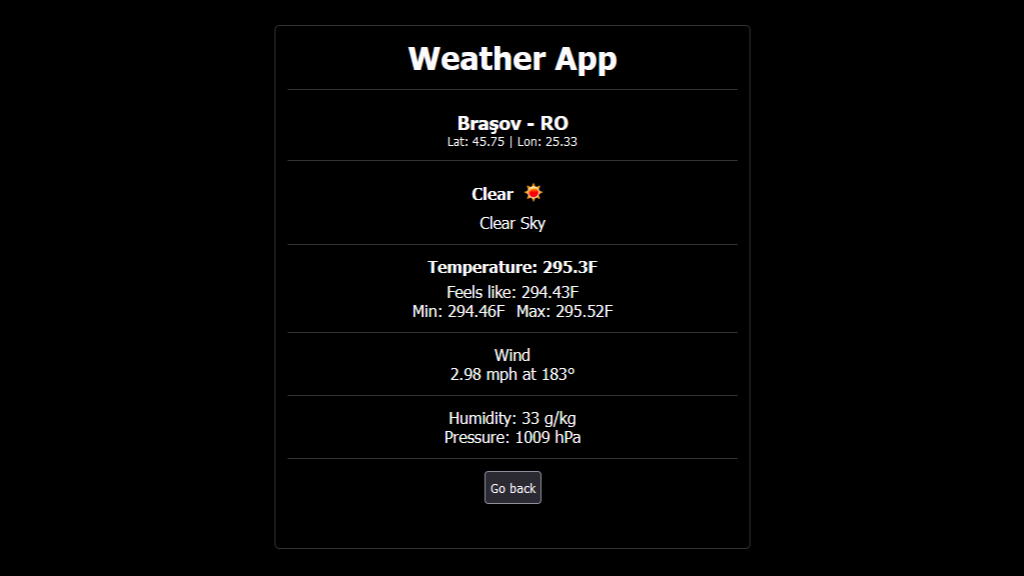 Weather App
Braşov - RO
Lat: 45.75 | Lon: 25.33
Clear
Clear Sky
Temperature: 295.3F
Feels like: 294.43F
Min: 294.46F Max: 295.52F
Wind
2.98 mph at 183°
Humidity: 33 g/kg
Pressure: 1009 hPa
Go back